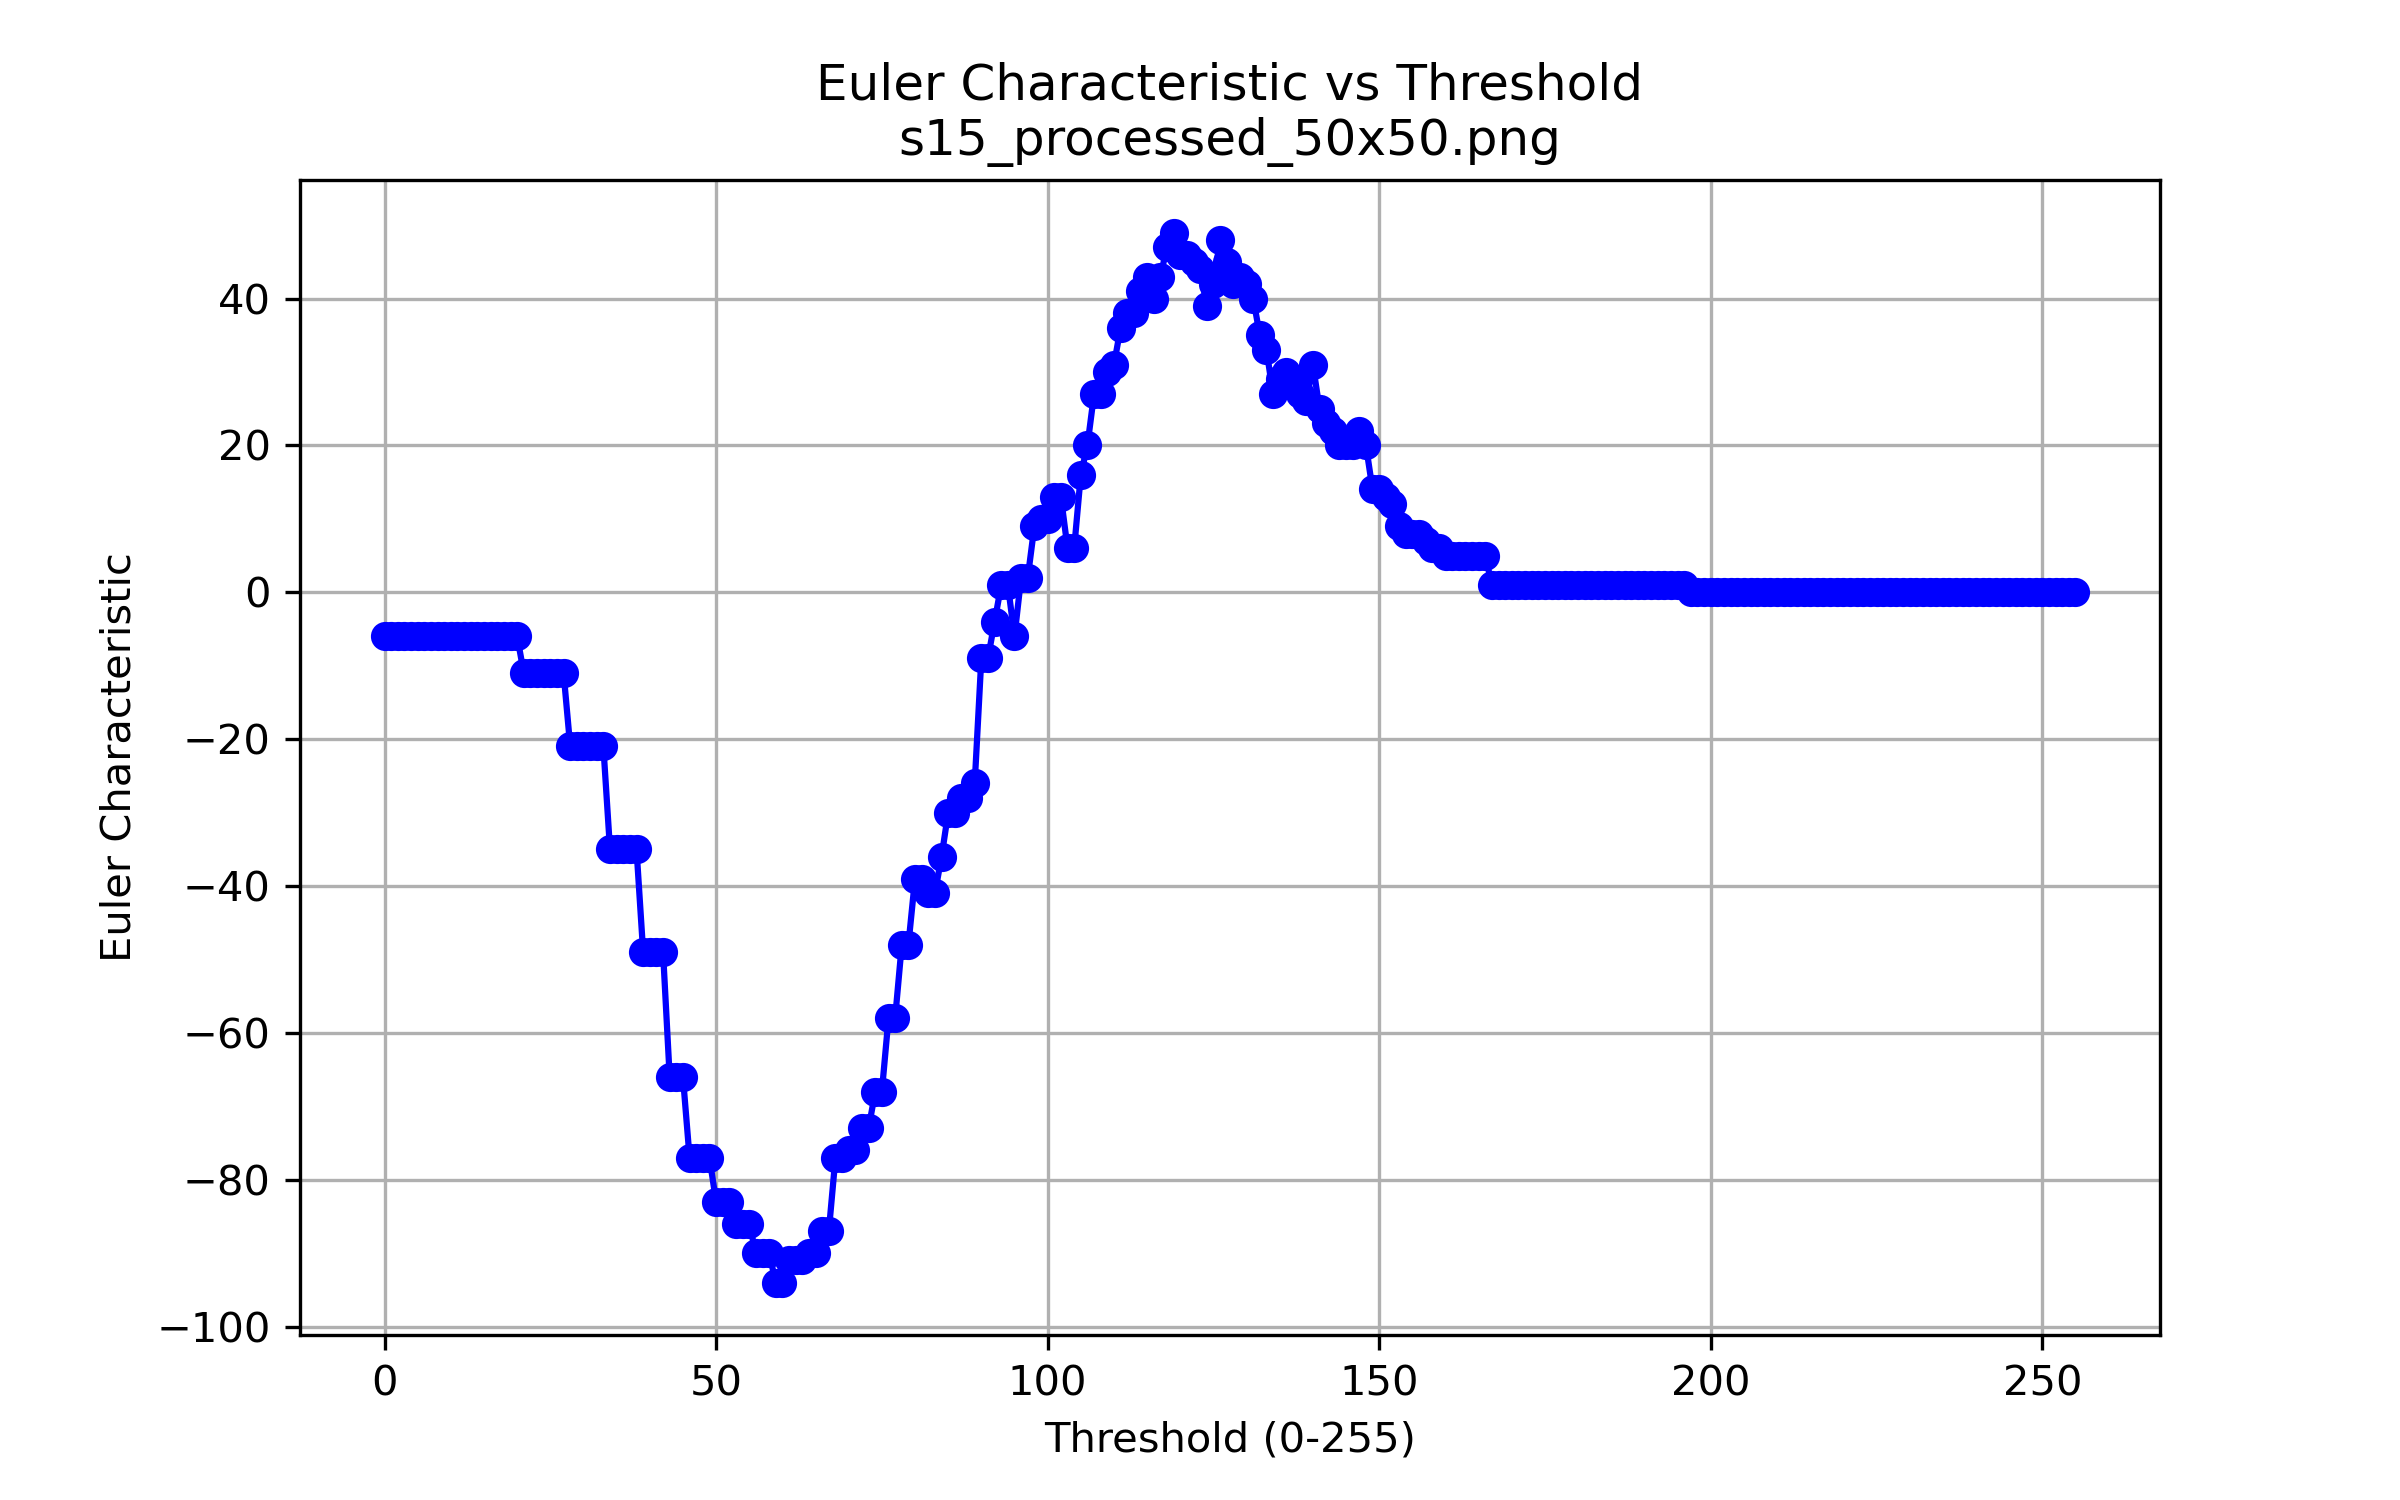 Euler Characteristic vs Threshold
s15_processed_50x50.png
Euler Characteristic
40
20
0
−20
−40
−60
−80
−100
0 50 100 150 200 250
Threshold (0-255)